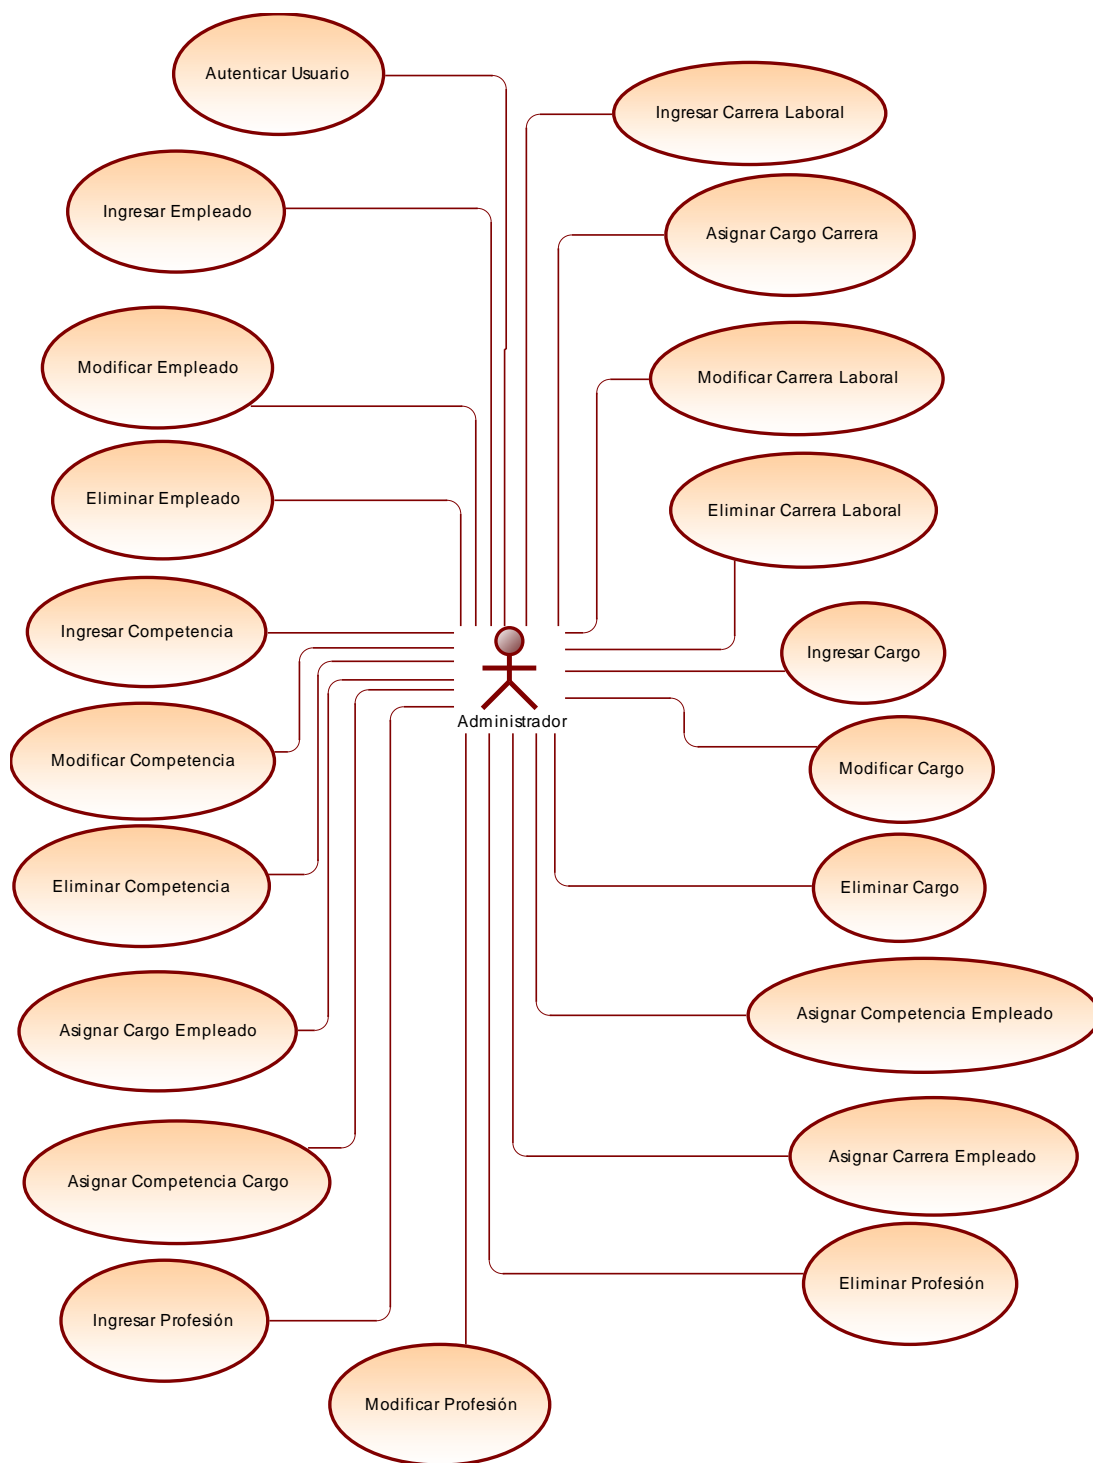 Autenticar Usuario
Ingresar Carrera Laboral
Ingresar Empleado
Asignar Cargo Carrera
Modificar Empleado
Modificar Carrera Laboral
Eliminar Empleado
Eliminar Carrera Laboral
Ingresar Competencia
Ingresar Cargo
Administrador
Modificar Competencia
Modificar Cargo
Eliminar Competencia
Eliminar Cargo
Asignar Cargo Empleado
Asignar Competencia Empleado
Asignar Competencia Cargo
Asignar Carrera Empleado
Ingresar Profesión
Eliminar Profesión
Modificar Profesión